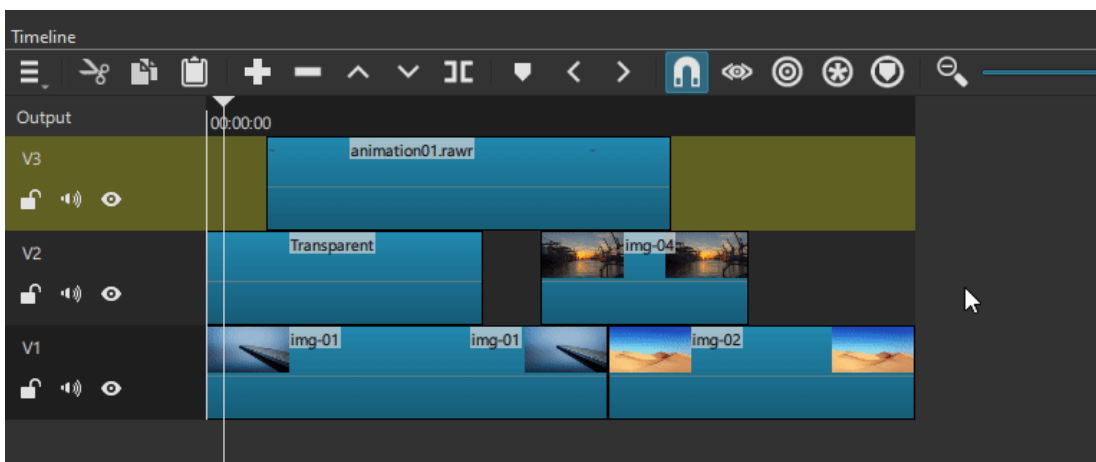 Timeline
Output
00:00:00
V3
animation01.rawr
V2
Transparent
img-04
V1
img-01
img-01
img-02